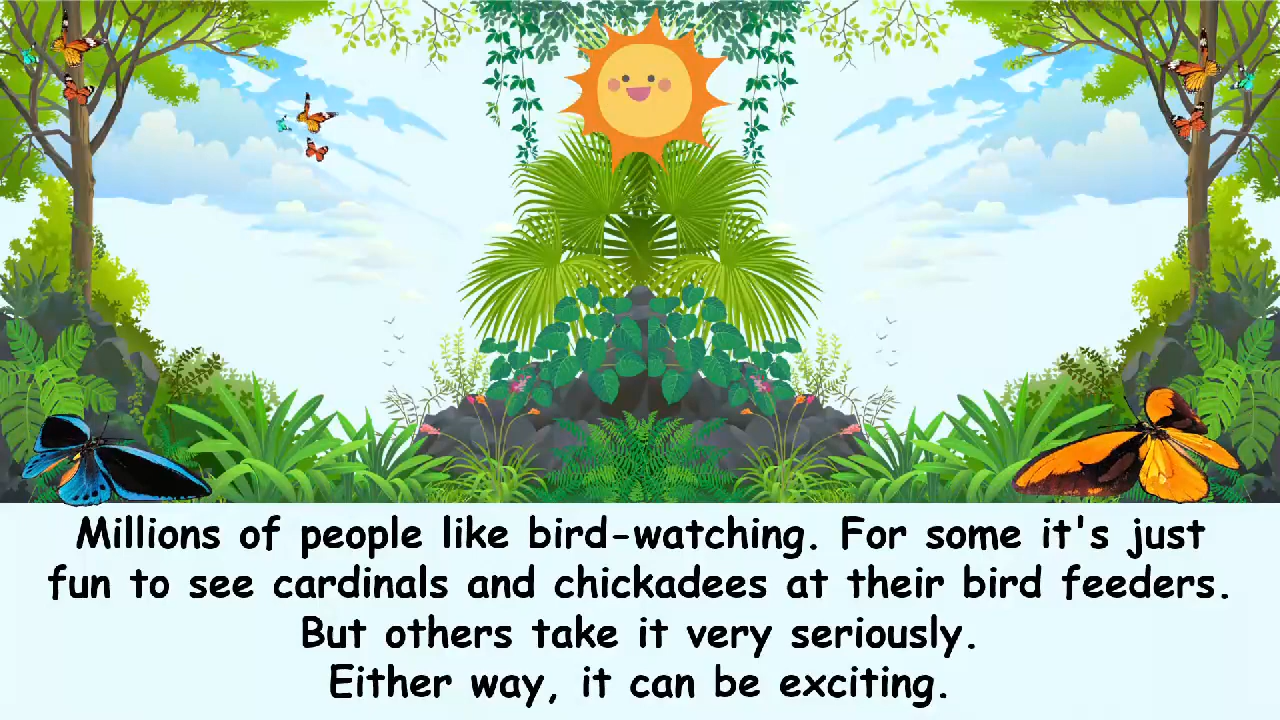 Millions of people like bird-watching. For some it's just
fun to see cardinals and chickadees at their bird feeders.
But others take it very seriously.
Either way, it can be exciting.